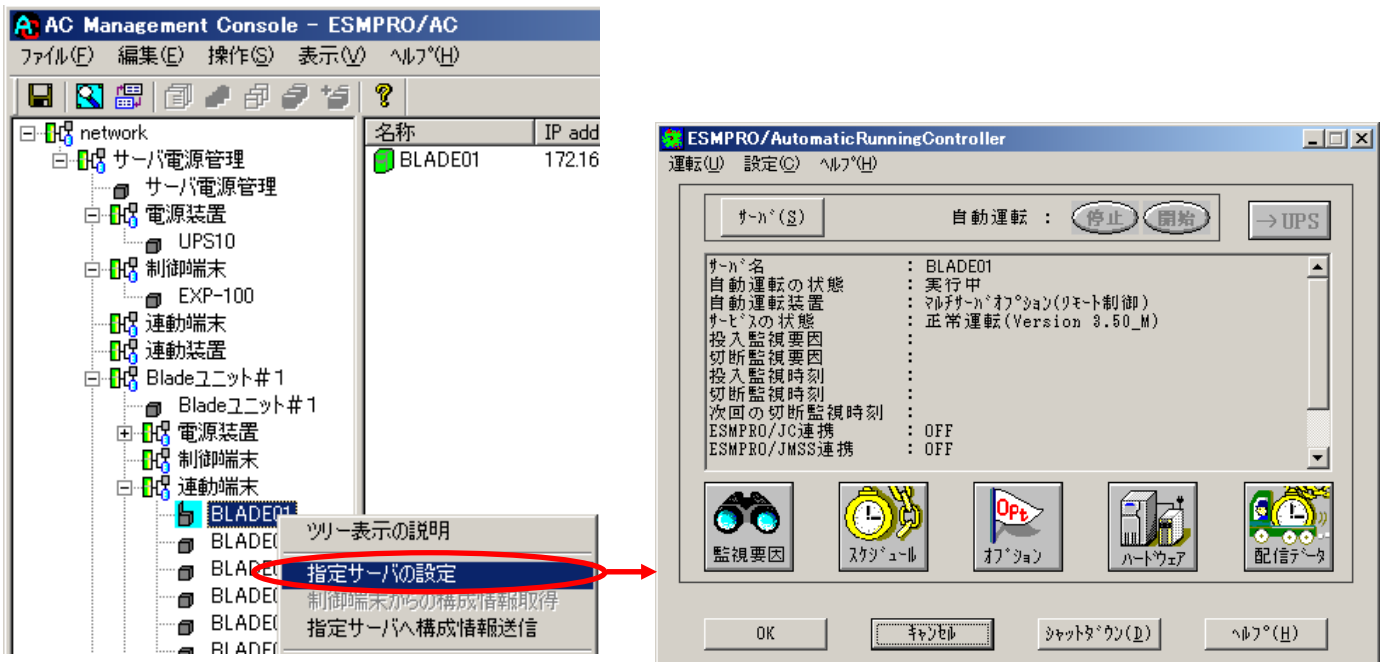 AC Management Console - ESMPRO/AC
ﾌｧｲﾙ(F) 編集(E) 操作(S) 表示(V) ﾍﾙﾌﾟ(H)
名称 IP add
BLADE01 172.16
network
サーバ電源管理
サーバ電源管理
電源装置
UPS10
制御端末
EXP-100
連動端末
連動装置
Bladeユニット#1
Bladeユニット#1
電源装置
制御端末
連動端末
BLADE01
BLADE
BLADE
BLADE
BLADE
BLADE
ツリー表示の説明
指定サーバの設定
制御端末からの構成情報取得
指定サーバへ構成情報送信
ESMPRO/AutomaticRunningController
運転(U) 設定(C) ﾍﾙﾌﾟ(H)
ｻｰﾊﾞ(S) 自動運転 : 停止 開始 →UPS
ｻｰﾊﾞ名 : BLADE01
自動運転の状態 : 実行中
自動運転装置 : ﾏﾙﾁｻｰﾊﾞｵﾌﾟｼｮﾝ(ﾘﾓｰﾄ制御)
ｻｰﾋﾞｽの状態 : 正常運転(Version 3.50_M)
投入監視要因 :
切断監視要因 :
投入監視時刻 :
切断監視時刻 :
次回の切断監視時刻 :
ESMPRO/JC連携 : OFF
ESMPRO/JMSS連携 : OFF
OPt
監視要因 ｽｹｼﾞｭｰﾙ ｵﾌﾟｼｮﾝ ﾊｰﾄﾞｳｪｱ 配信ﾃﾞｰﾀ
OK ｷｬﾝｾﾙ ｼｬｯﾄﾀﾞｳﾝ(D) ﾍﾙﾌﾟ(H)